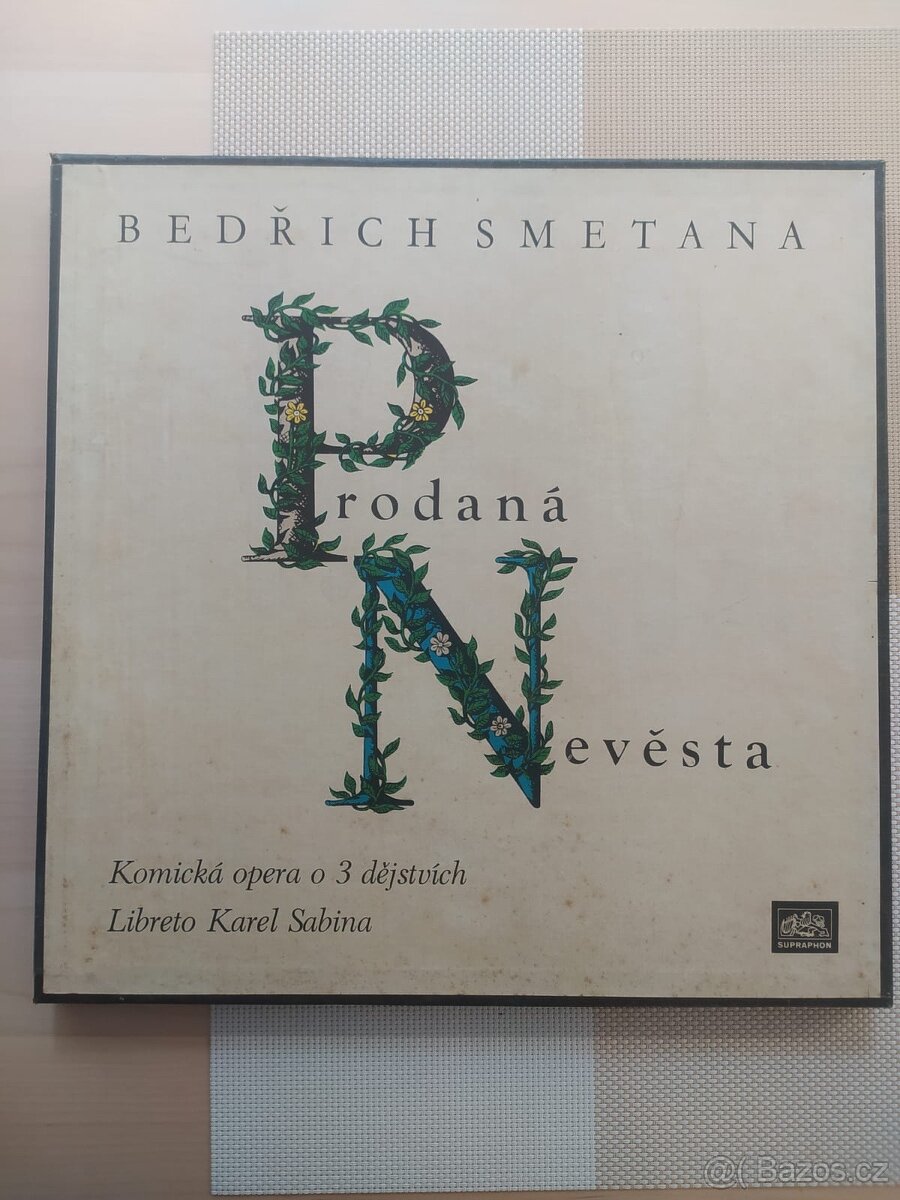 BEDŘICH SMETANA
Prodaná
Nevěsta
Komická opera o 3 dějstvích
Libreto Karel Sabina
SUPRAPHON
@( Bazos.cz